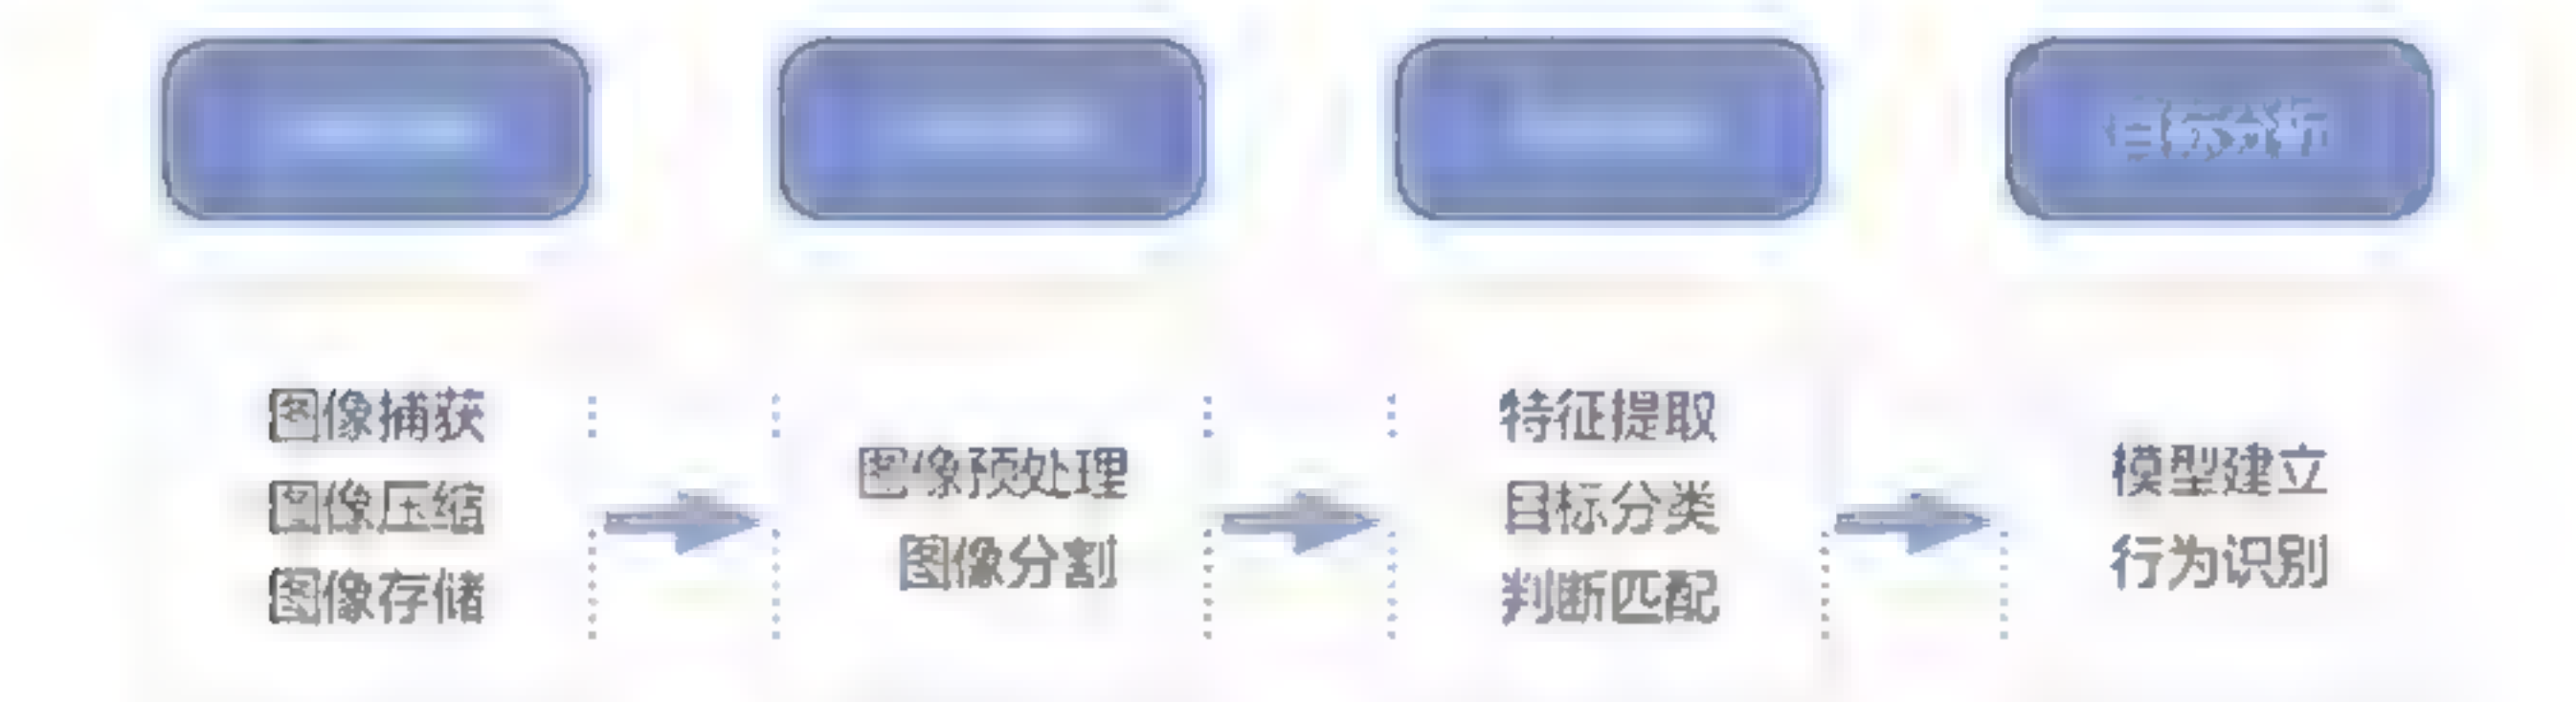 目标分析
图像捕获
图像压缩
图像存储
图像预处理
图像分割
特征提取
目标分类
判断匹配
模型建立
行为识别